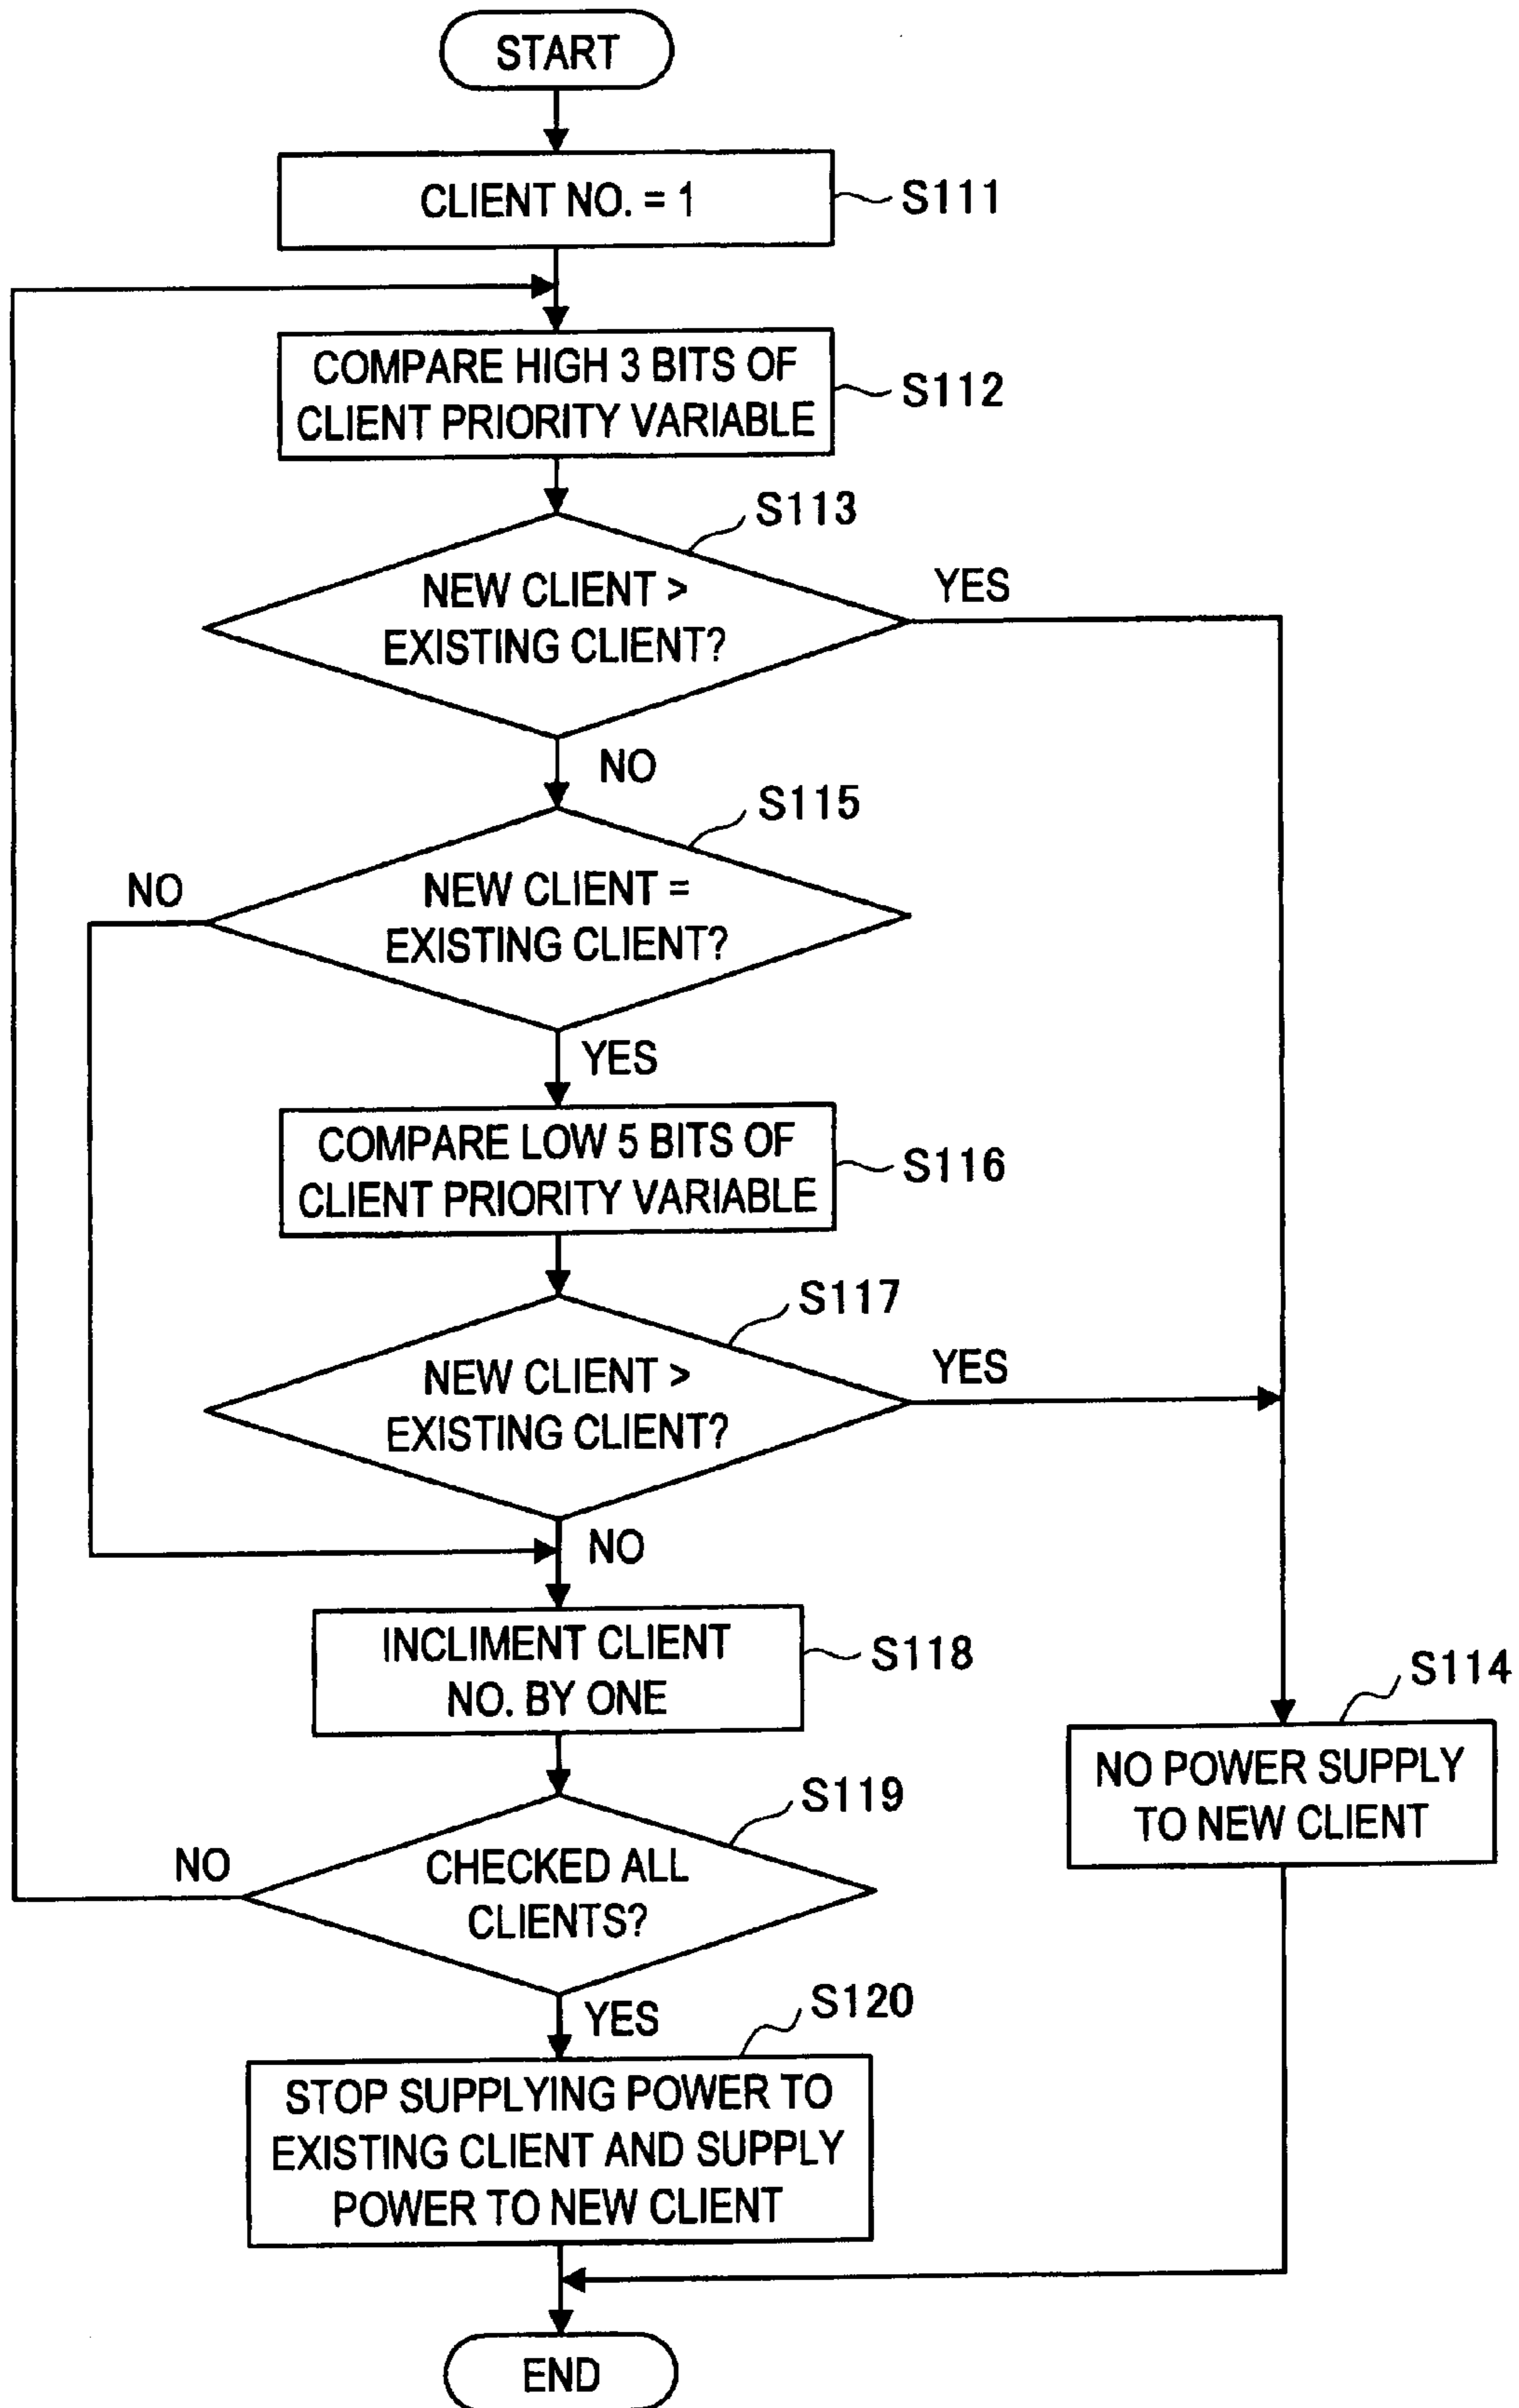 START
CLIENT NO. = 1
S111
COMPARE HIGH 3 BITS OF
CLIENT PRIORITY VARIABLE
S112
S113
NEW CLIENT >
EXISTING CLIENT?
YES
NO
S115
NEW CLIENT =
EXISTING CLIENT?
NO
YES
COMPARE LOW 5 BITS OF
CLIENT PRIORITY VARIABLE
S116
S117
NEW CLIENT >
EXISTING CLIENT?
YES
NO
INCLIMENT CLIENT
NO. BY ONE
S118
S114
NO POWER SUPPLY
TO NEW CLIENT
S119
CHECKED ALL
CLIENTS?
NO
YES
S120
STOP SUPPLYING POWER TO
EXISTING CLIENT AND SUPPLY
POWER TO NEW CLIENT
END